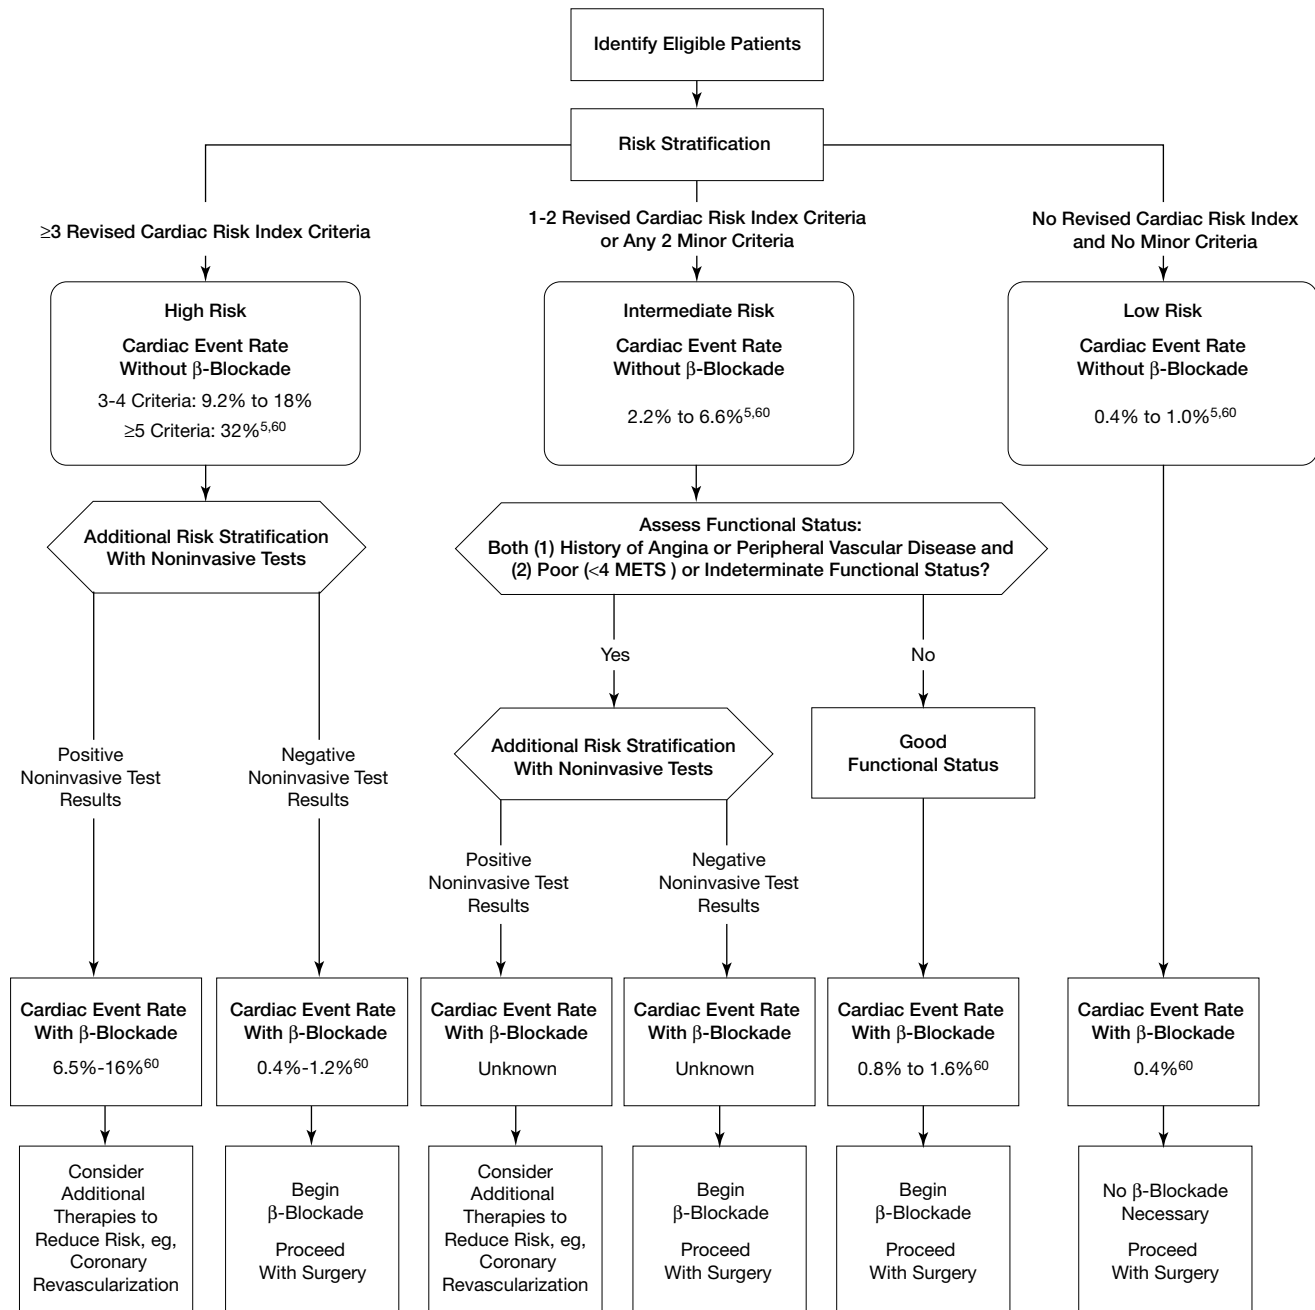 Identify Eligible Patients
Risk Stratification
≥3 Revised Cardiac Risk Index Criteria
1-2 Revised Cardiac Risk Index Criteria
or Any 2 Minor Criteria
No Revised Cardiac Risk Index
and No Minor Criteria
High Risk
Cardiac Event Rate
Without β-Blockade
3-4 Criteria: 9.2% to 18%
≥5 Criteria: 32%5,60
Intermediate Risk
Cardiac Event Rate
Without β-Blockade
2.2% to 6.6%5,60
Low Risk
Cardiac Event Rate
Without β-Blockade
0.4% to 1.0%5,60
Additional Risk Stratification
With Noninvasive Tests
Assess Functional Status:
Both (1) History of Angina or Peripheral Vascular Disease and
(2) Poor (<4 METS ) or Indeterminate Functional Status?
Yes
No
Positive
Noninvasive Test
Results
Negative
Noninvasive Test
Results
Additional Risk Stratification
With Noninvasive Tests
Good
Functional Status
Positive
Noninvasive Test
Results
Negative
Noninvasive Test
Results
Cardiac Event Rate
With β-Blockade
6.5%-16%60
Cardiac Event Rate
With β-Blockade
0.4%-1.2%60
Cardiac Event Rate
With β-Blockade
Unknown
Cardiac Event Rate
With β-Blockade
Unknown
Cardiac Event Rate
With β-Blockade
0.8% to 1.6%60
Cardiac Event Rate
With β-Blockade
0.4%60
Consider
Additional
Therapies to
Reduce Risk, eg,
Coronary
Revascularization
Begin
β-Blockade
Proceed
With Surgery
Consider
Additional
Therapies to
Reduce Risk, eg,
Coronary
Revascularization
Begin
β-Blockade
Proceed
With Surgery
Begin
β-Blockade
Proceed
With Surgery
No β-Blockade
Necessary
Proceed
With Surgery